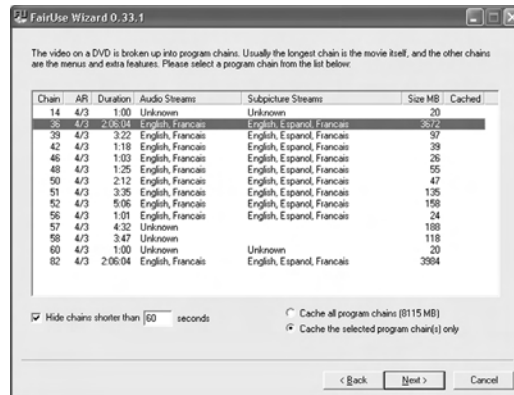 FairUse Wizard 0.33.1
The video on a DVD is broken up into program chains. Usually the longest chain is the movie itself, and the other chains
are the menus and extra features. Please select a program chain from the list below:
Chain AR Duration Audio Streams Subpicture Streams Size MB Cached
14 4/3 1:00 Unknown Unknown 20
36 4/3 2:06:04 English, Francais English, Espanol, Francais 3672
39 4/3 3:22 English, Francais English, Espanol, Francais 97
42 4/3 1:18 English, Francais English, Espanol, Francais 39
46 4/3 1:03 English, Francais English, Espanol, Francais 26
48 4/3 1:25 English, Francais English, Espanol, Francais 55
50 4/3 2:12 English, Francais English, Espanol, Francais 47
51 4/3 3:35 English, Francais English, Espanol, Francais 135
52 4/3 5:06 English, Francais English, Espanol, Francais 158
56 4/3 1:01 English, Francais English, Espanol, Francais 24
57 4/3 4:32 Unknown 188
58 4/3 3:47 Unknown 118
60 4/3 1:00 Unknown Unknown 20
82 4/3 2:06:04 English, Francais English, Espanol, Francais 3984
Hide chains shorter than 60 seconds
Cache all program chains (8115 MB)
Cache the selected program chain(s) only
< Back Next > Cancel